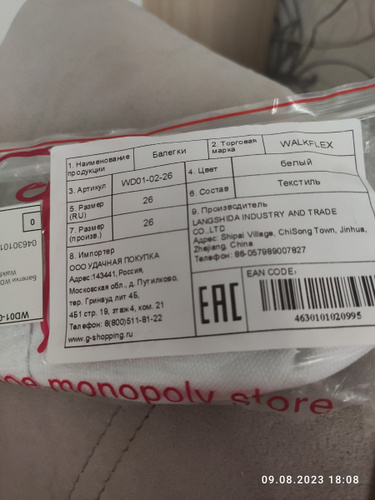 1. Наименование продукции
Балетки
2. Торговая марка
WALKFLEX
3. Артикул
WD01-02-26
4. Цвет
белый
5. Размер (RU)
26
6. Состав
Текстиль
7. Размер (произв.)
26
8. Импортер
ООО УДАЧНАЯ ПОКУПКА
Адрес:143441, Россия,
Московская обл., д. Путилково,
тер. Гринвуд лит 4Б,
451 стр. 19, этаж 4, ком. 21
Телефон: 8(800)511-81-22
www.g-shopping.ru
9. Производитель
LANGSHIDA INDUSTRY AND TRADE
CO.,LTD
Адрес: Shipai Village, ChiSong Town, Jinhua,
Zhejiang, China
Телефон: 86-057989007827
EAC
EAN CODE:
4630101020995
0
monopoly store
09.08.2023 18:08